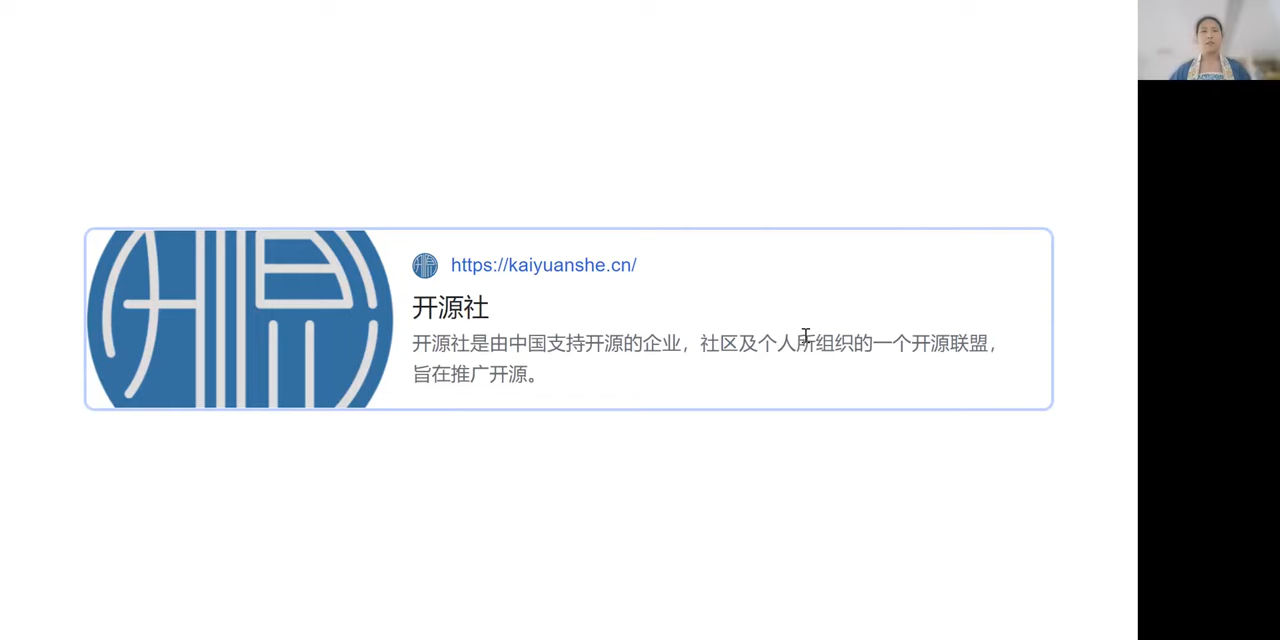 https://kaiyuanshe.cn/
开源社
开源社是由中国支持开源的企业，社区及个人所组织的一个开源联盟，
旨在推广开源。